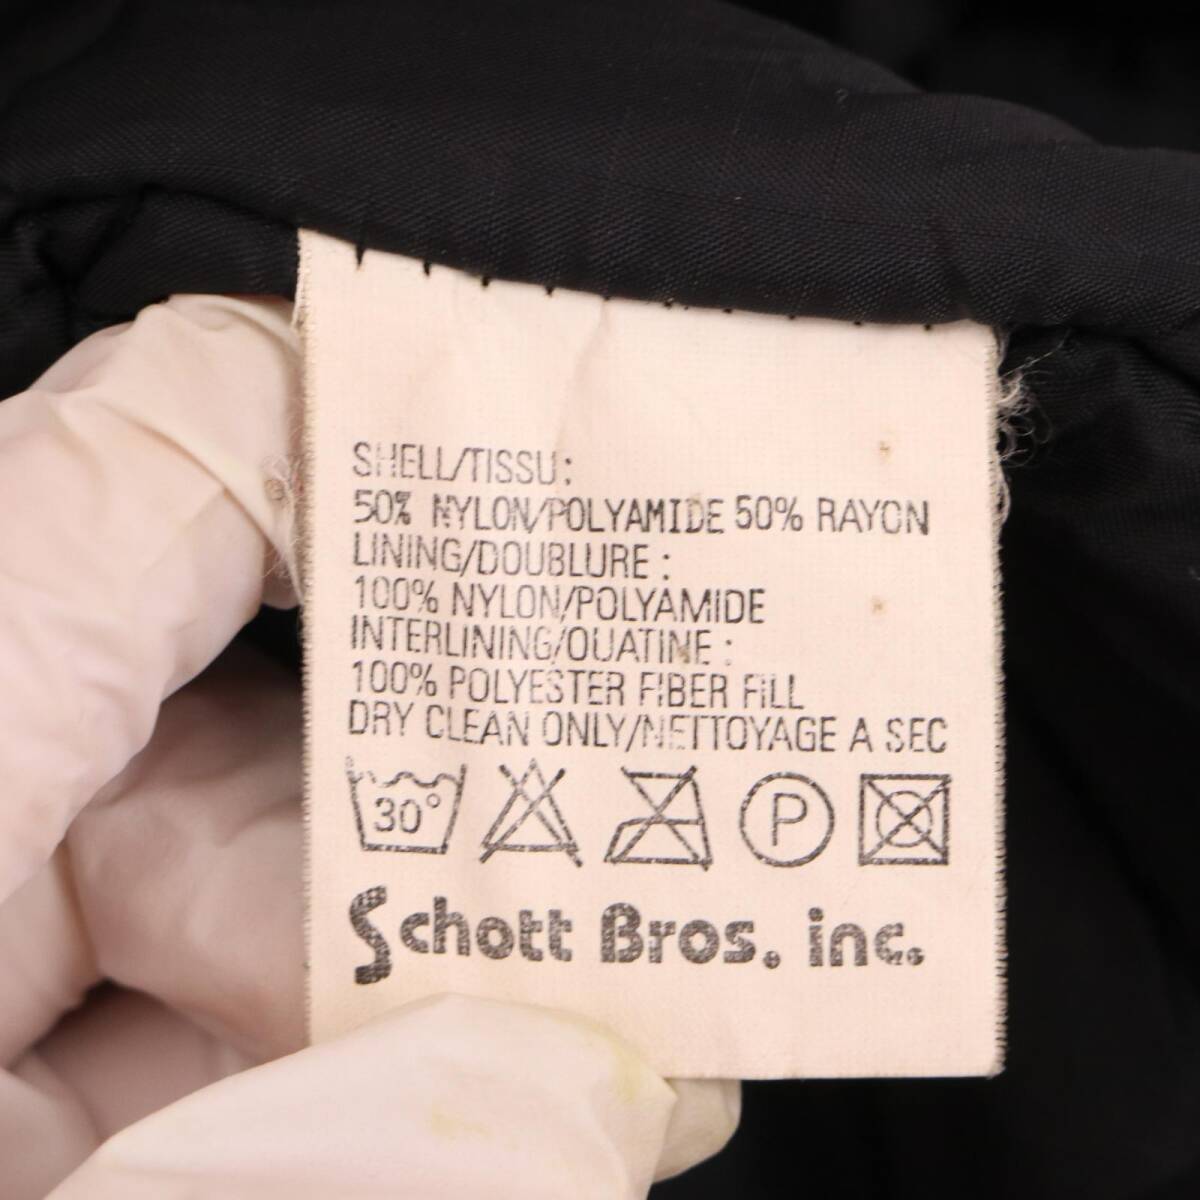 SHELL/TISSU:
50% NYLON/POLYAMIDE 50% RAYON
LINING/DOUBLURE :
100% NYLON/POLYAMIDE
INTERLINING/OUATINE :
100% POLYESTER FIBER FILL
DRY CLEAN ONLY/NETTOYAGE A SEC
30° P
Schott Bros. inc.